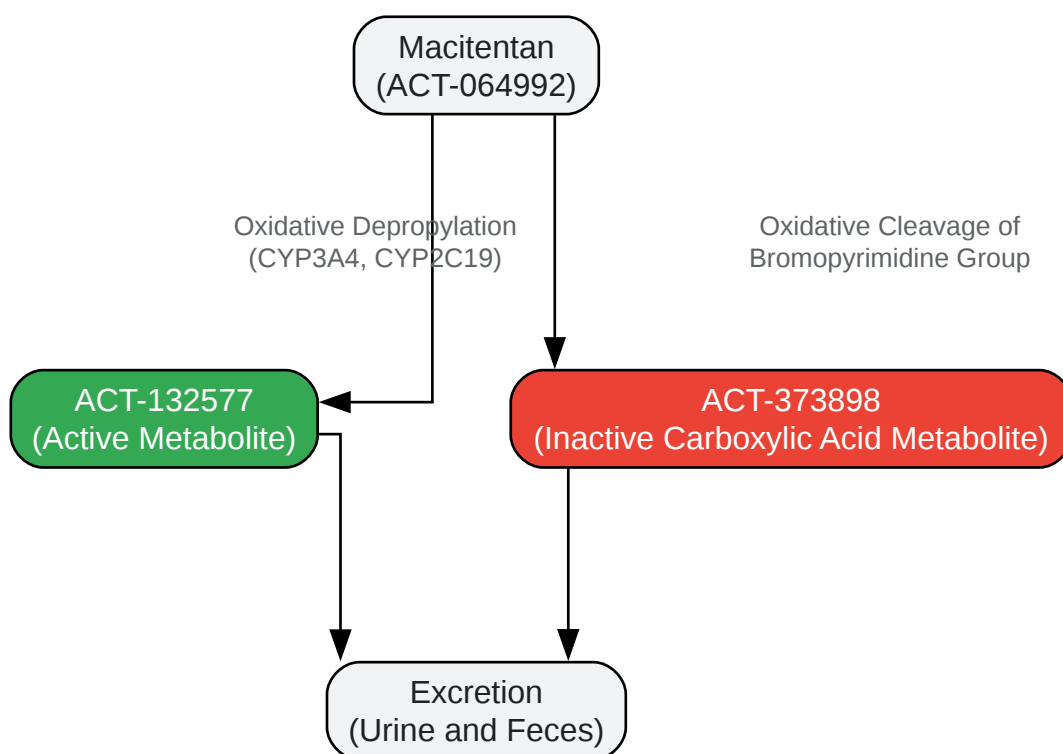 Macitentan
(ACT-064992)
Oxidative Depropylation
(CYP3A4, CYP2C19)
Oxidative Cleavage of
Bromopyrimidine Group
ACT-132577
(Active Metabolite)
ACT-373898
(Inactive Carboxylic Acid Metabolite)
Excretion
(Urine and Feces)